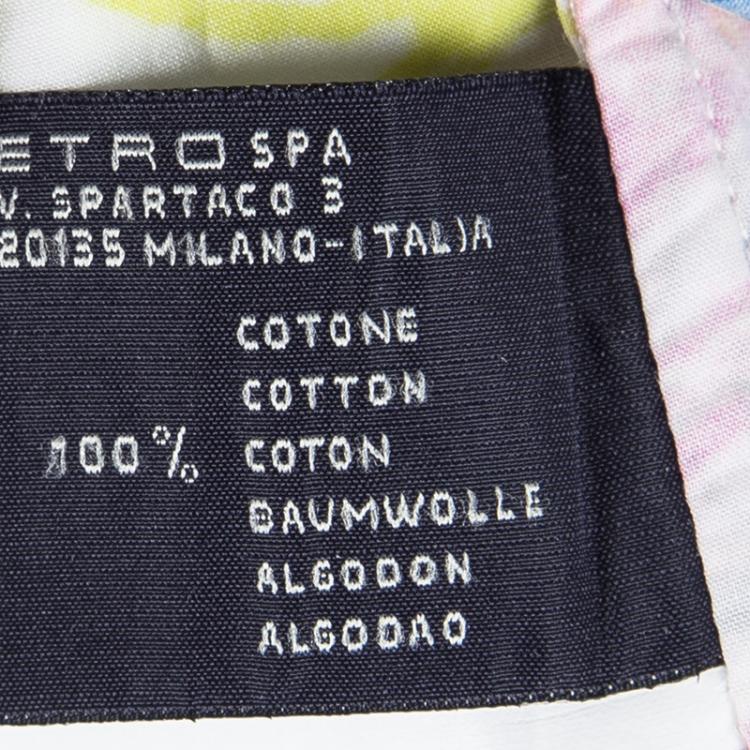 ETRO SPA
V. SPARTACO 3
20135 MILANO-ITALIA
COTONE
COTTON
100% COTON
BAUMWOLLE
ALGODON
ALGODAO